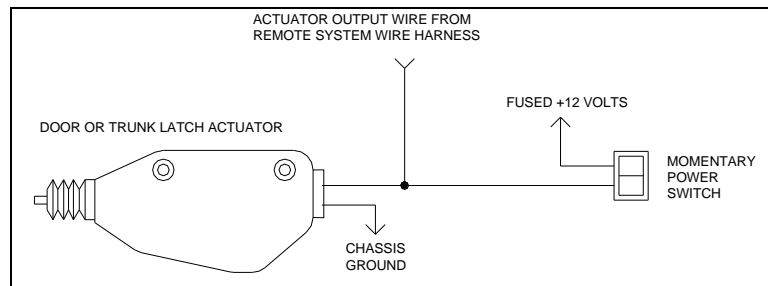 ACTUATOR OUTPUT WIRE FROM
REMOTE SYSTEM WIRE HARNESS
FUSED +12 VOLTS
DOOR OR TRUNK LATCH ACTUATOR
MOMENTARY
POWER
SWITCH
CHASSIS
GROUND